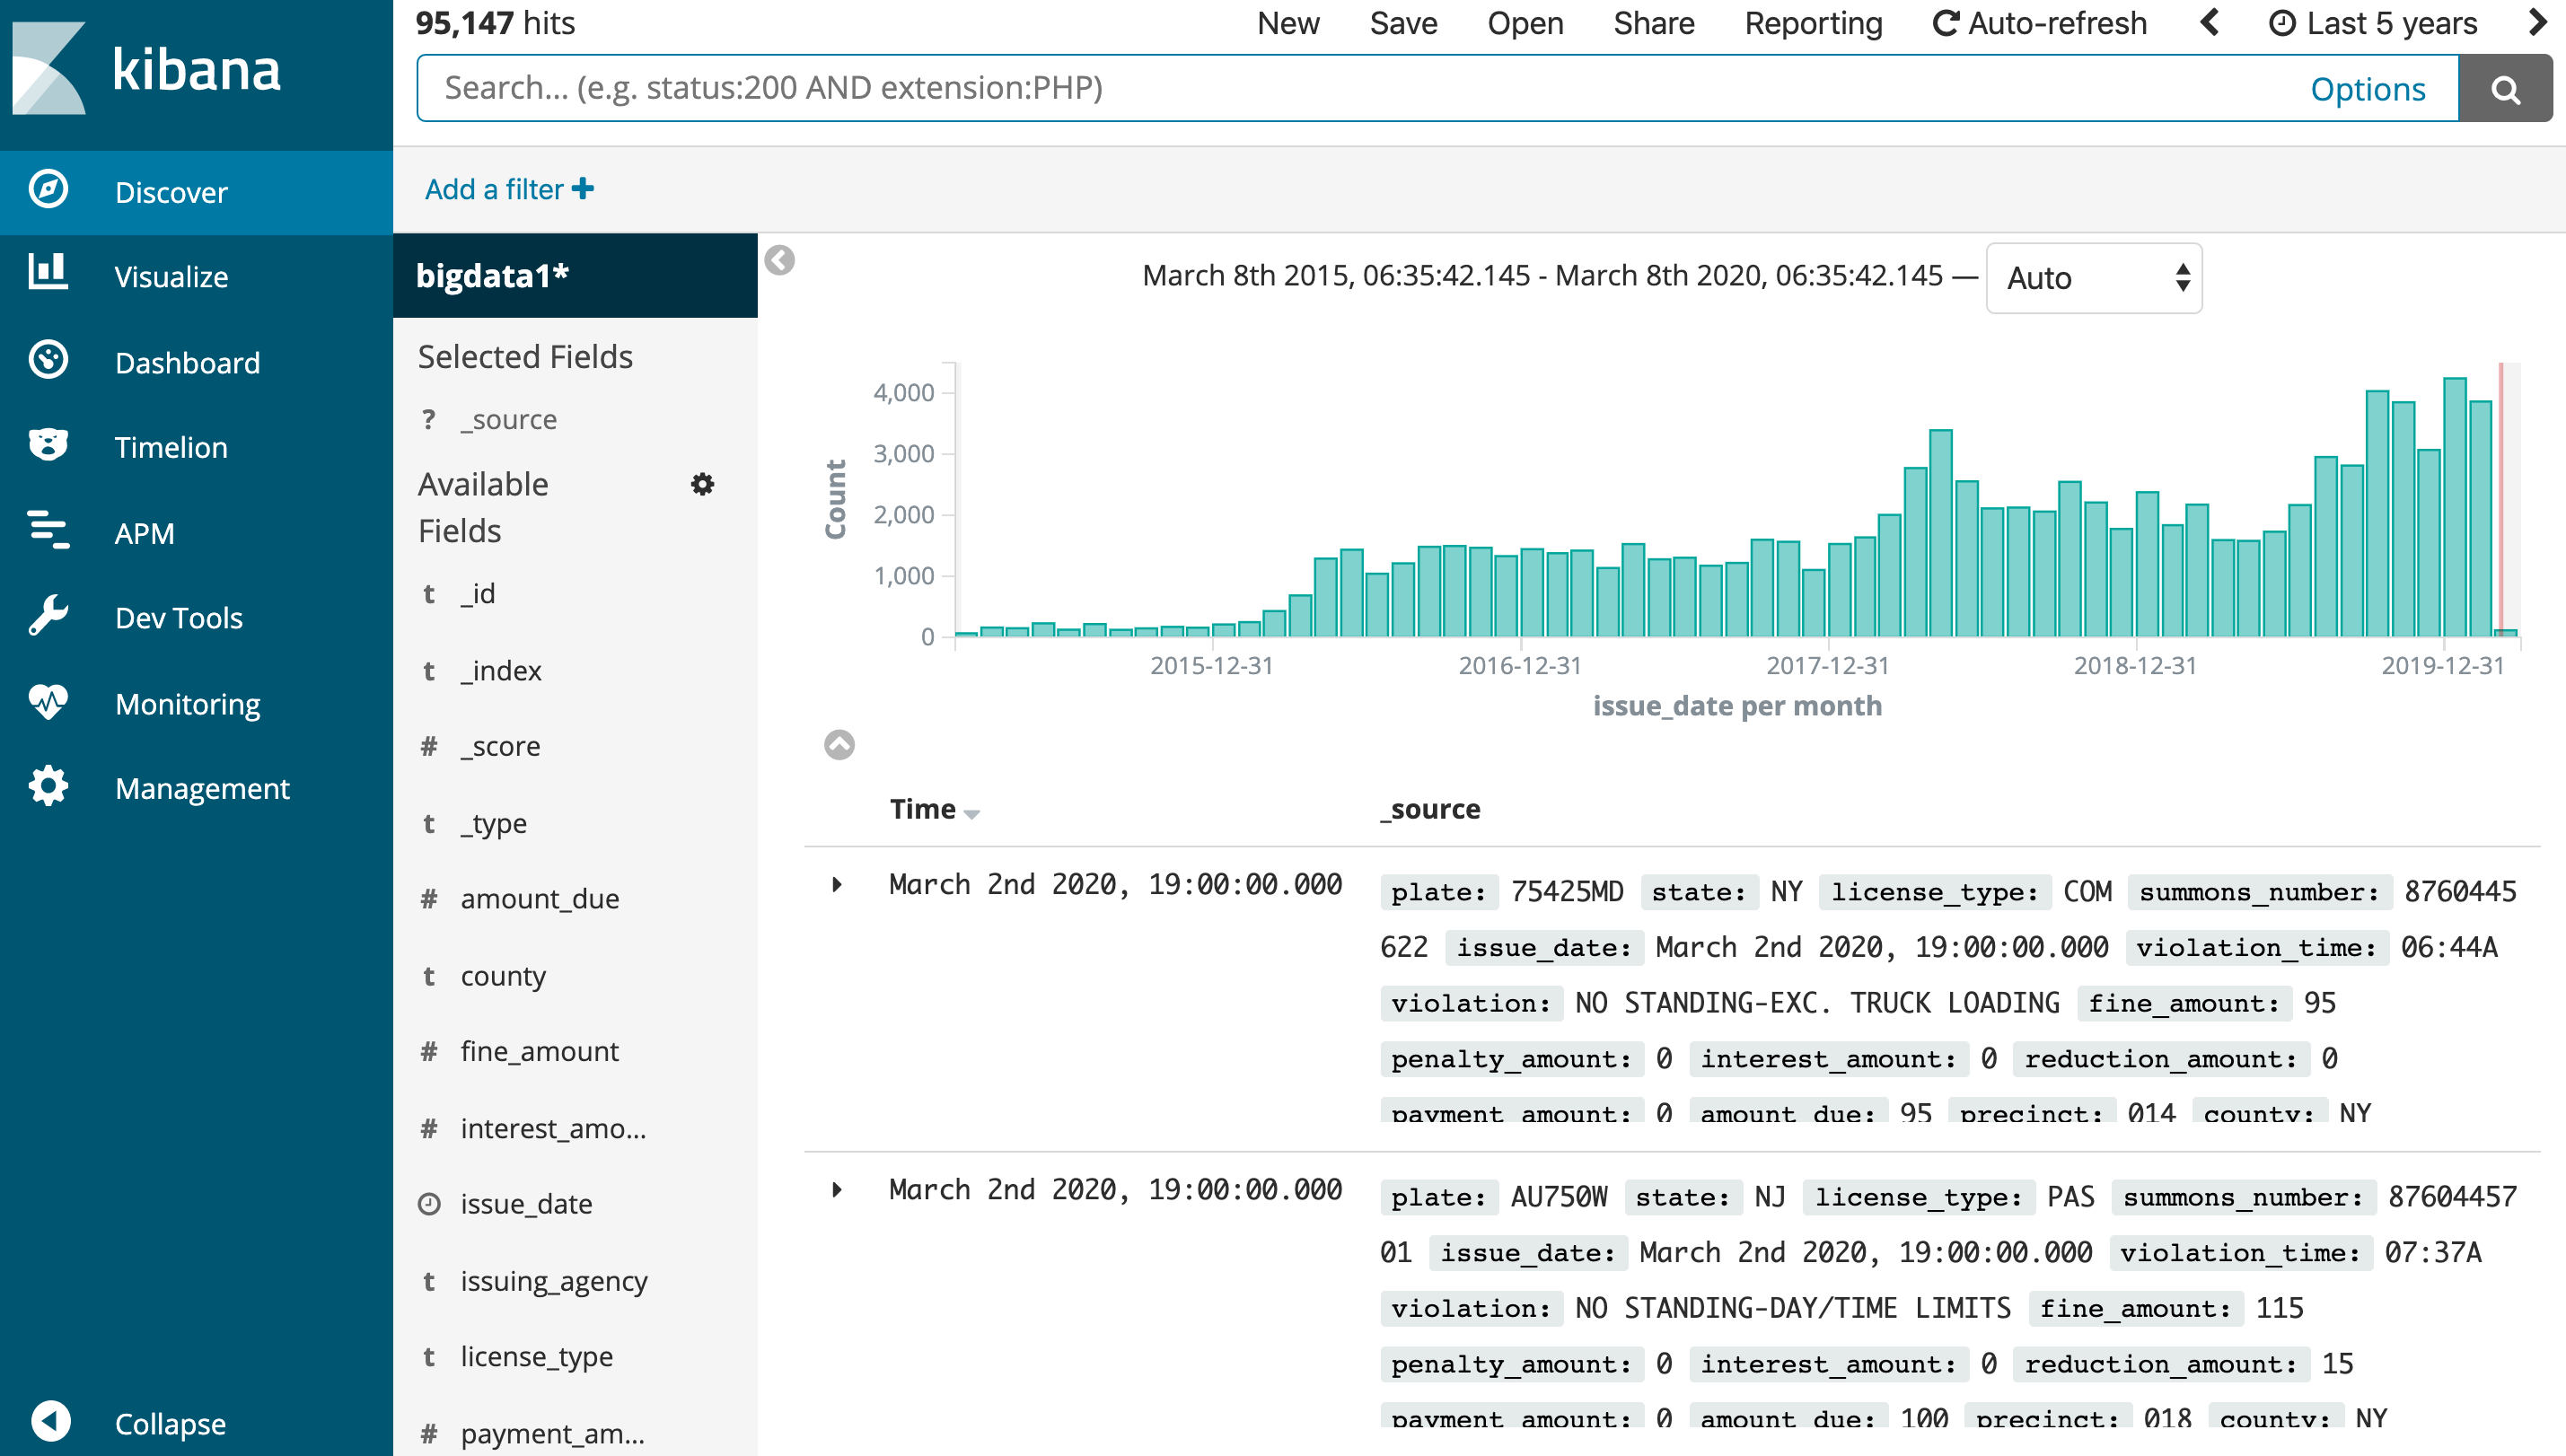 kibana
Discover
Visualize
Dashboard
Timelion
APM
Dev Tools
Monitoring
Management
Collapse
95,147 hits
New Save Open Share Reporting Auto-refresh Last 5 years
Search... (e.g. status:200 AND extension:PHP) Options
Add a filter
bigdata1*
Selected Fields
? _source
Available
Fields
t _id
t _index
# _score
t _type
# amount_due
t county
# fine_amount
# interest_amo...
issue_date
t issuing_agency
t license_type
# payment_am...
March 8th 2015, 06:35:42.145 - March 8th 2020, 06:35:42.145 — Auto
Count
4,000
3,000
2,000
1,000
0
2015-12-31 2016-12-31 2017-12-31 2018-12-31 2019-12-31
issue_date per month
Time _source
March 2nd 2020, 19:00:00.000 plate: 75425MD state: NY license_type: COM summons_number: 8760445
622 issue_date: March 2nd 2020, 19:00:00.000 violation_time: 06:44A
violation: NO STANDING-EXC. TRUCK LOADING fine_amount: 95
penalty_amount: 0 interest_amount: 0 reduction_amount: 0
payment_amount: 0 amount_due: 95 precinct: 014 county: NY
March 2nd 2020, 19:00:00.000 plate: AU750W state: NJ license_type: PAS summons_number: 87604457
01 issue_date: March 2nd 2020, 19:00:00.000 violation_time: 07:37A
violation: NO STANDING-DAY/TIME LIMITS fine_amount: 115
penalty_amount: 0 interest_amount: 0 reduction_amount: 15
payment_amount: 0 amount_due: 100 precinct: 018 county: NY